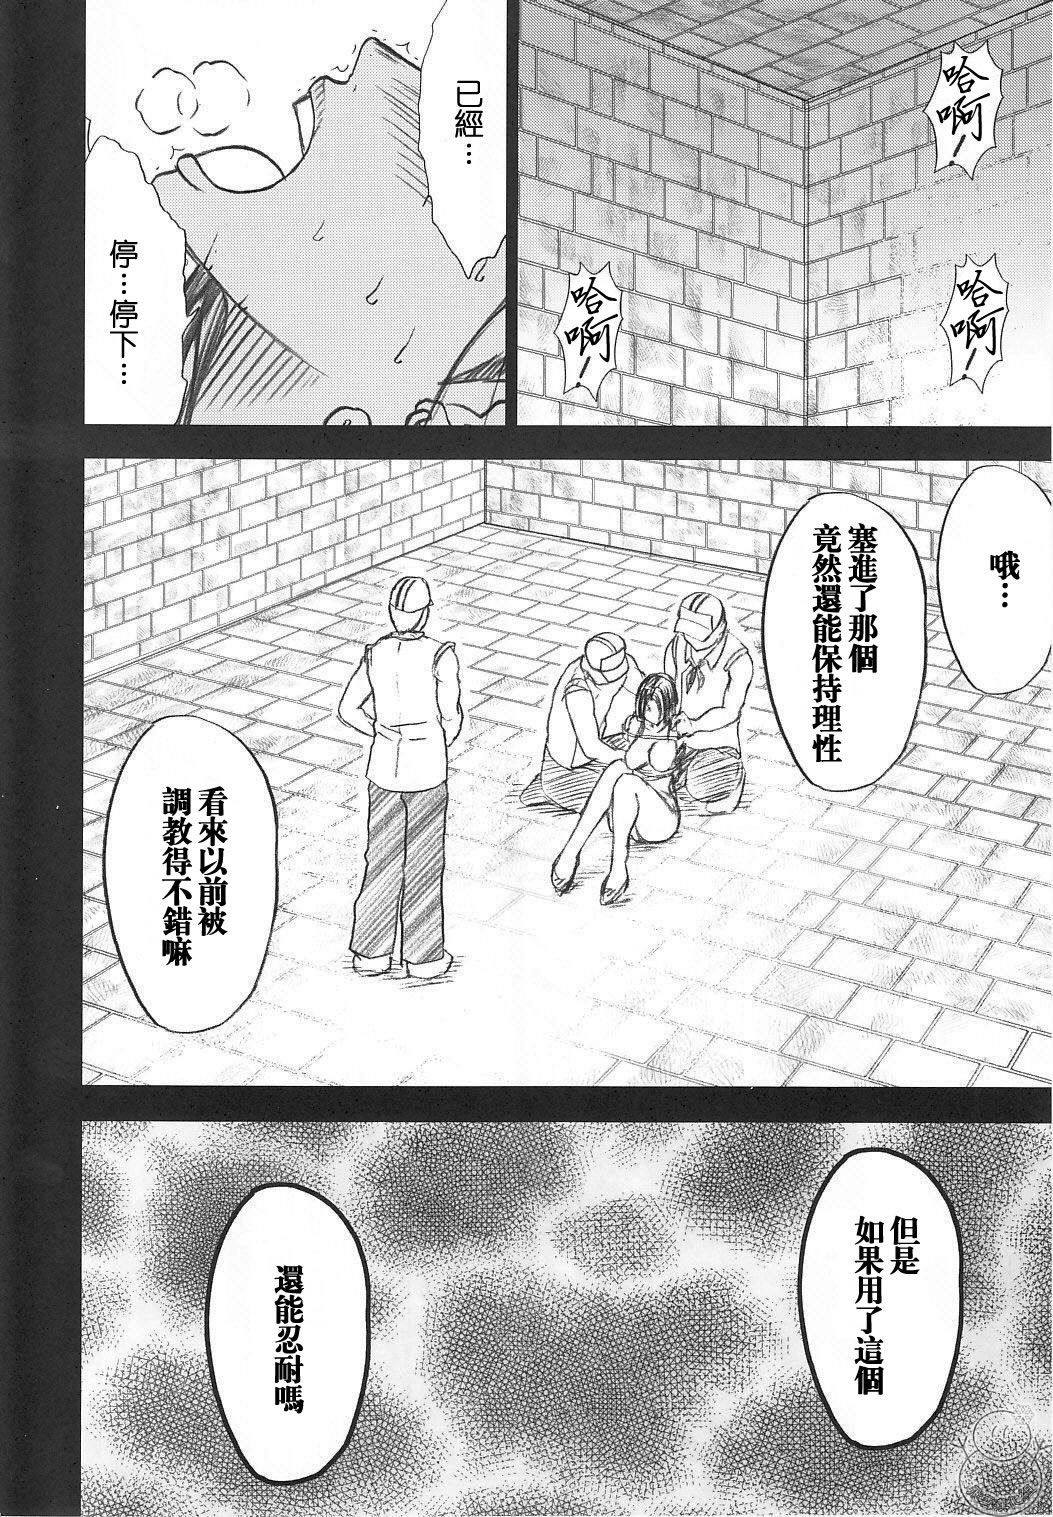 哈啊！
哈啊！
哈啊！
已經…
停…停下…
哦…
塞進了那個
竟然還能保持理性
看來以前被
調教得不錯嘛
但是
如果用了這個
還能忍耐嗎